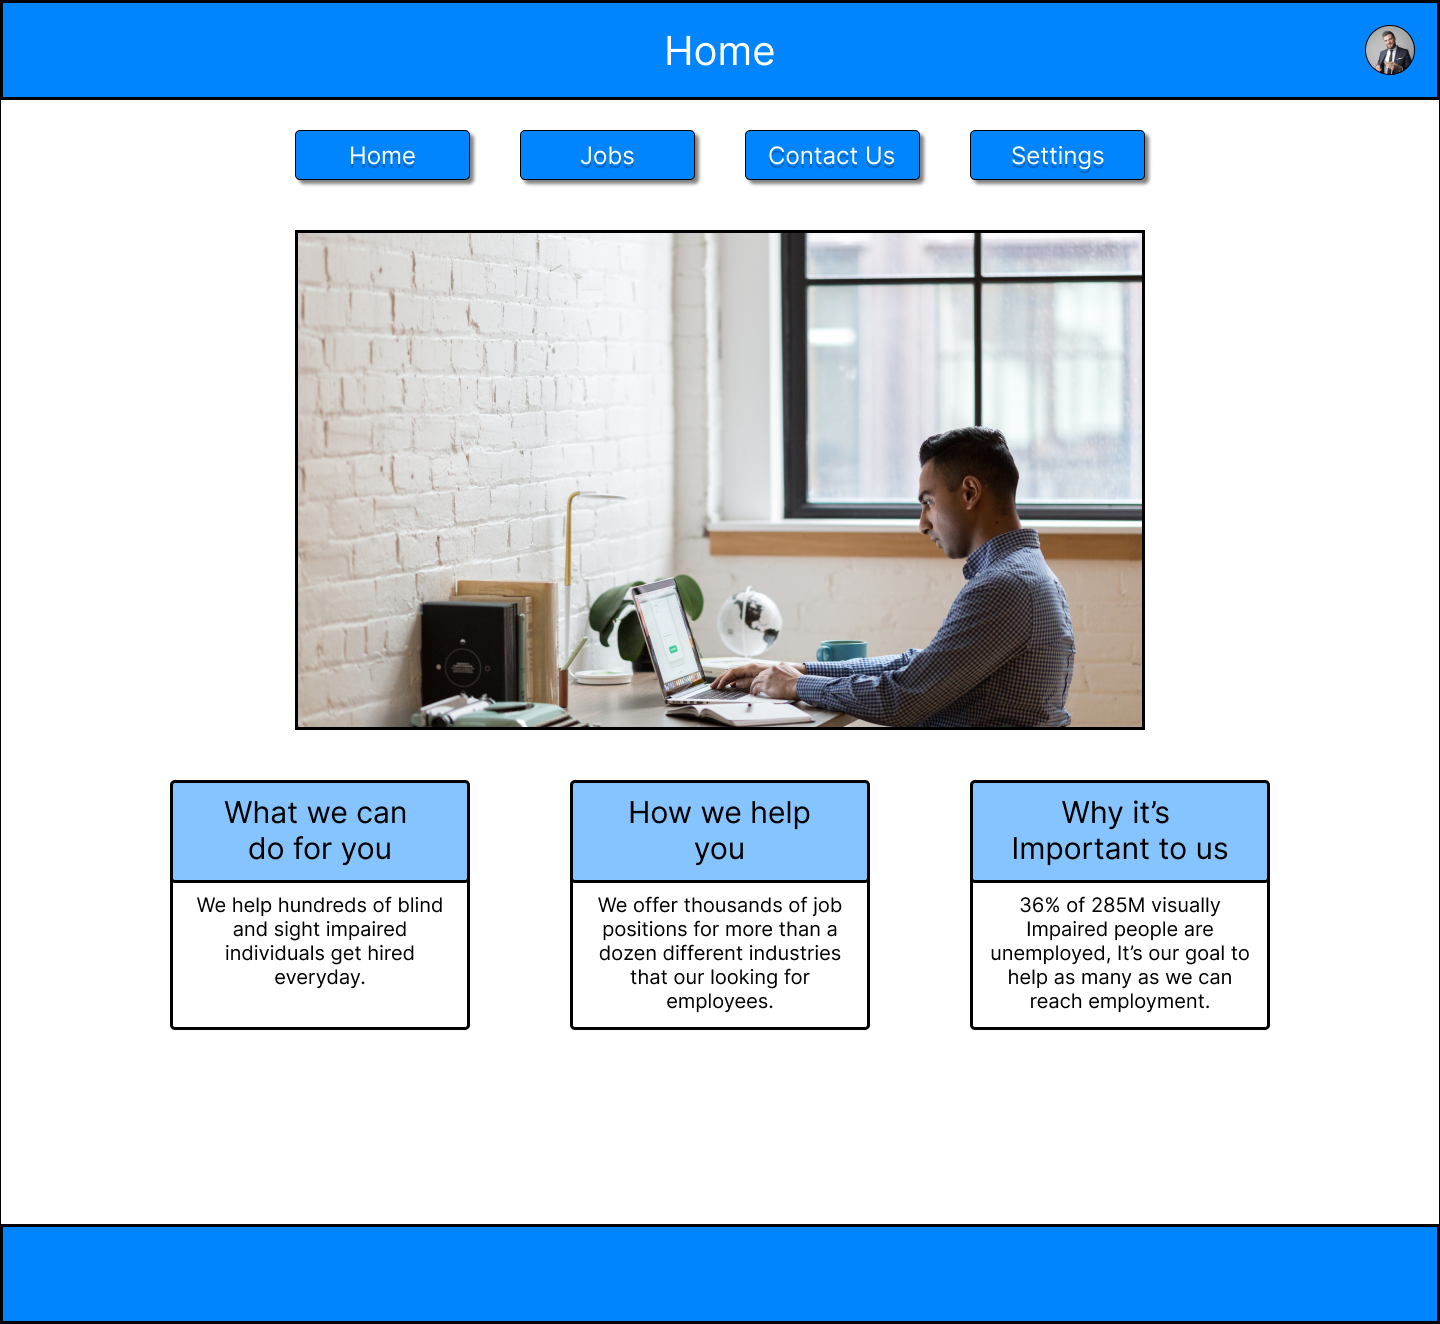 Home
Home
Jobs
Contact Us
Settings
What we can
do for you
How we help
you
Why it’s
Important to us
We help hundreds of blind
and sight impaired
individuals get hired
everyday.
We offer thousands of job
positions for more than a
dozen different industries
that our looking for
employees.
36% of 285M visually
Impaired people are
unemployed, It’s our goal to
help as many as we can
reach employment.